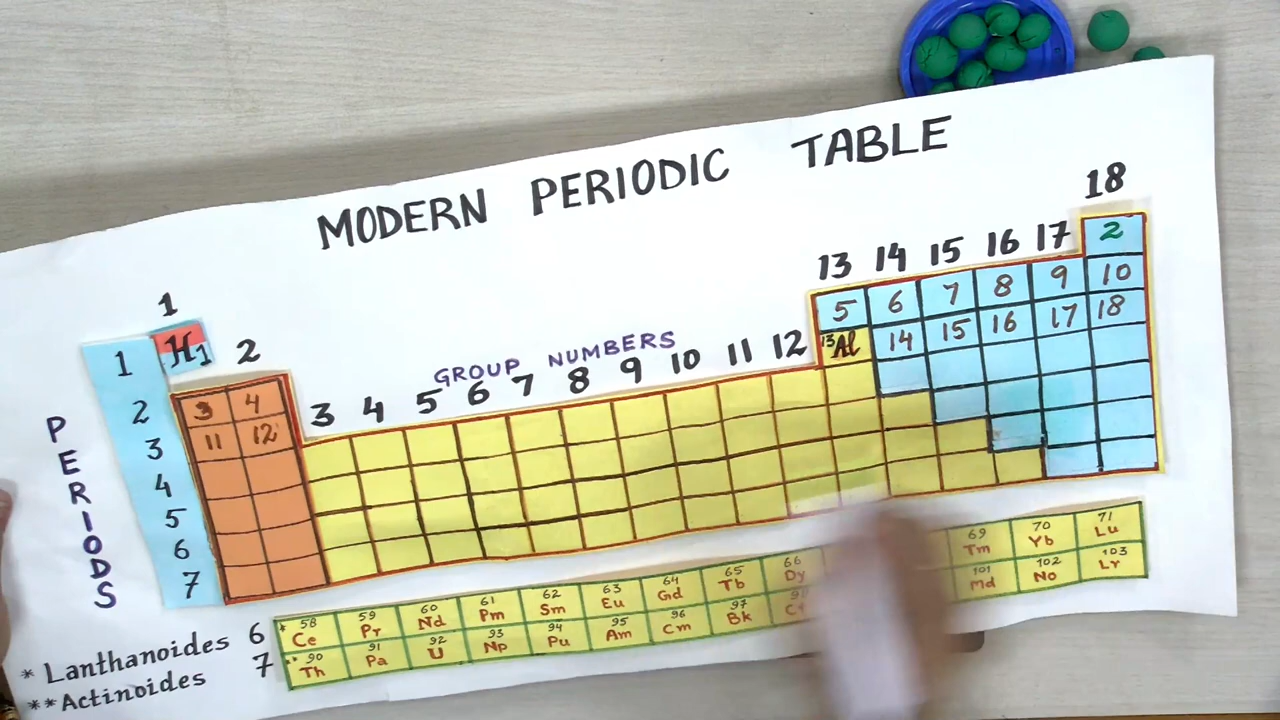 MODERN PERIODIC TABLE
18
13 14 15 16 17 2
1 5 6 7 8 9 10
1 H1 2 GROUP NUMBERS 13Al 14 15 16 17 18
3 4 5 6 7 8 9 10 11 12
PERIODS
2 3 4
3 11 12
4
5
6
7
* Lanthanoides 6 * 58 Ce 59 Pr 60 Nd 61 Pm 62 Sm 63 Eu 64 Gd 65 Tb 66 Dy 69 Tm 70 Yb 71 Lu
**Actinoides 7 ** 90 Th 91 Pa 92 U 93 Np 94 Pu 95 Am 96 Cm 97 Bk 101 Md 102 No 103 Lr